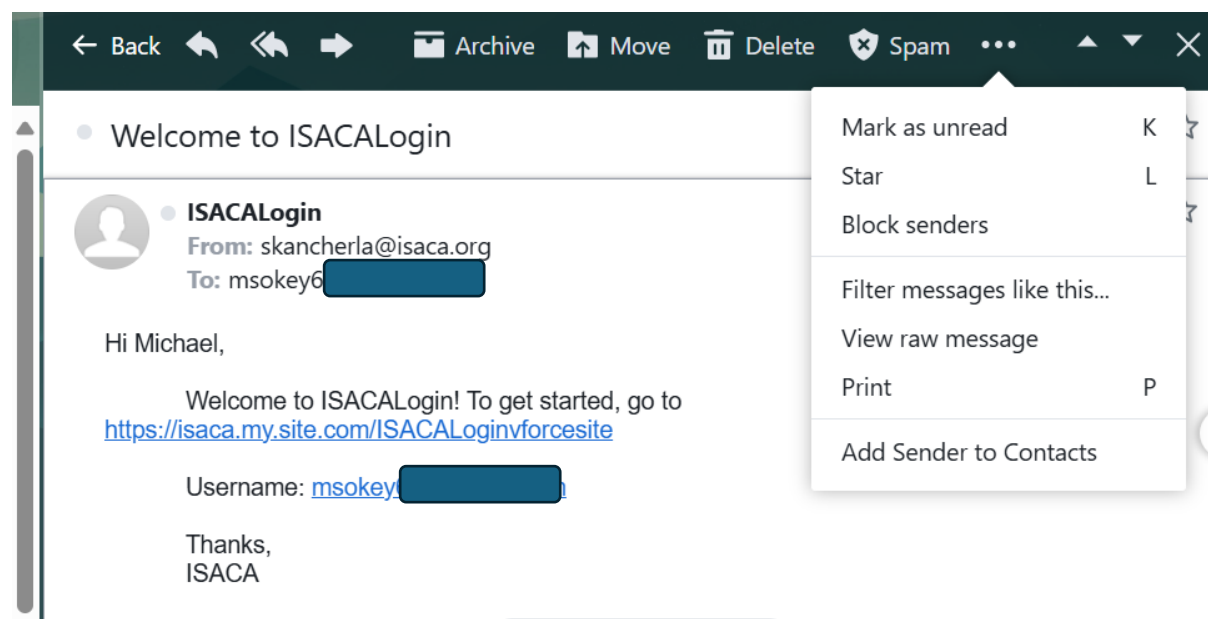 Back Archive Move Delete Spam
Welcome to ISACALogin
ISACALogin
From: skancherla@isaca.org
To: msokey6
Hi Michael,
Welcome to ISACALogin! To get started, go to
https://isaca.my.site.com/ISACALoginvforcesite
Username: msokey
Thanks,
ISACA
Mark as unread K
Star L
Block senders
Filter messages like this...
View raw message
Print P
Add Sender to Contacts